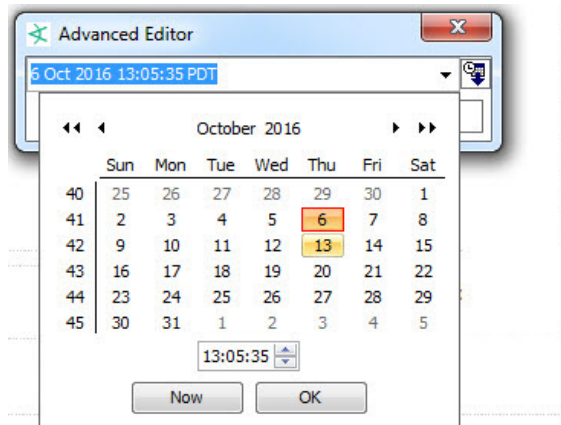 Advanced Editor
6 Oct 2016 13:05:35 PDT
October 2016
Sun Mon Tue Wed Thu Fri Sat
40 25 26 27 28 29 30 1
41 2 3 4 5 6 7 8
42 9 10 11 12 13 14 15
43 16 17 18 19 20 21 22
44 23 24 25 26 27 28 29
45 30 31 1 2 3 4 5
13:05:35
Now OK